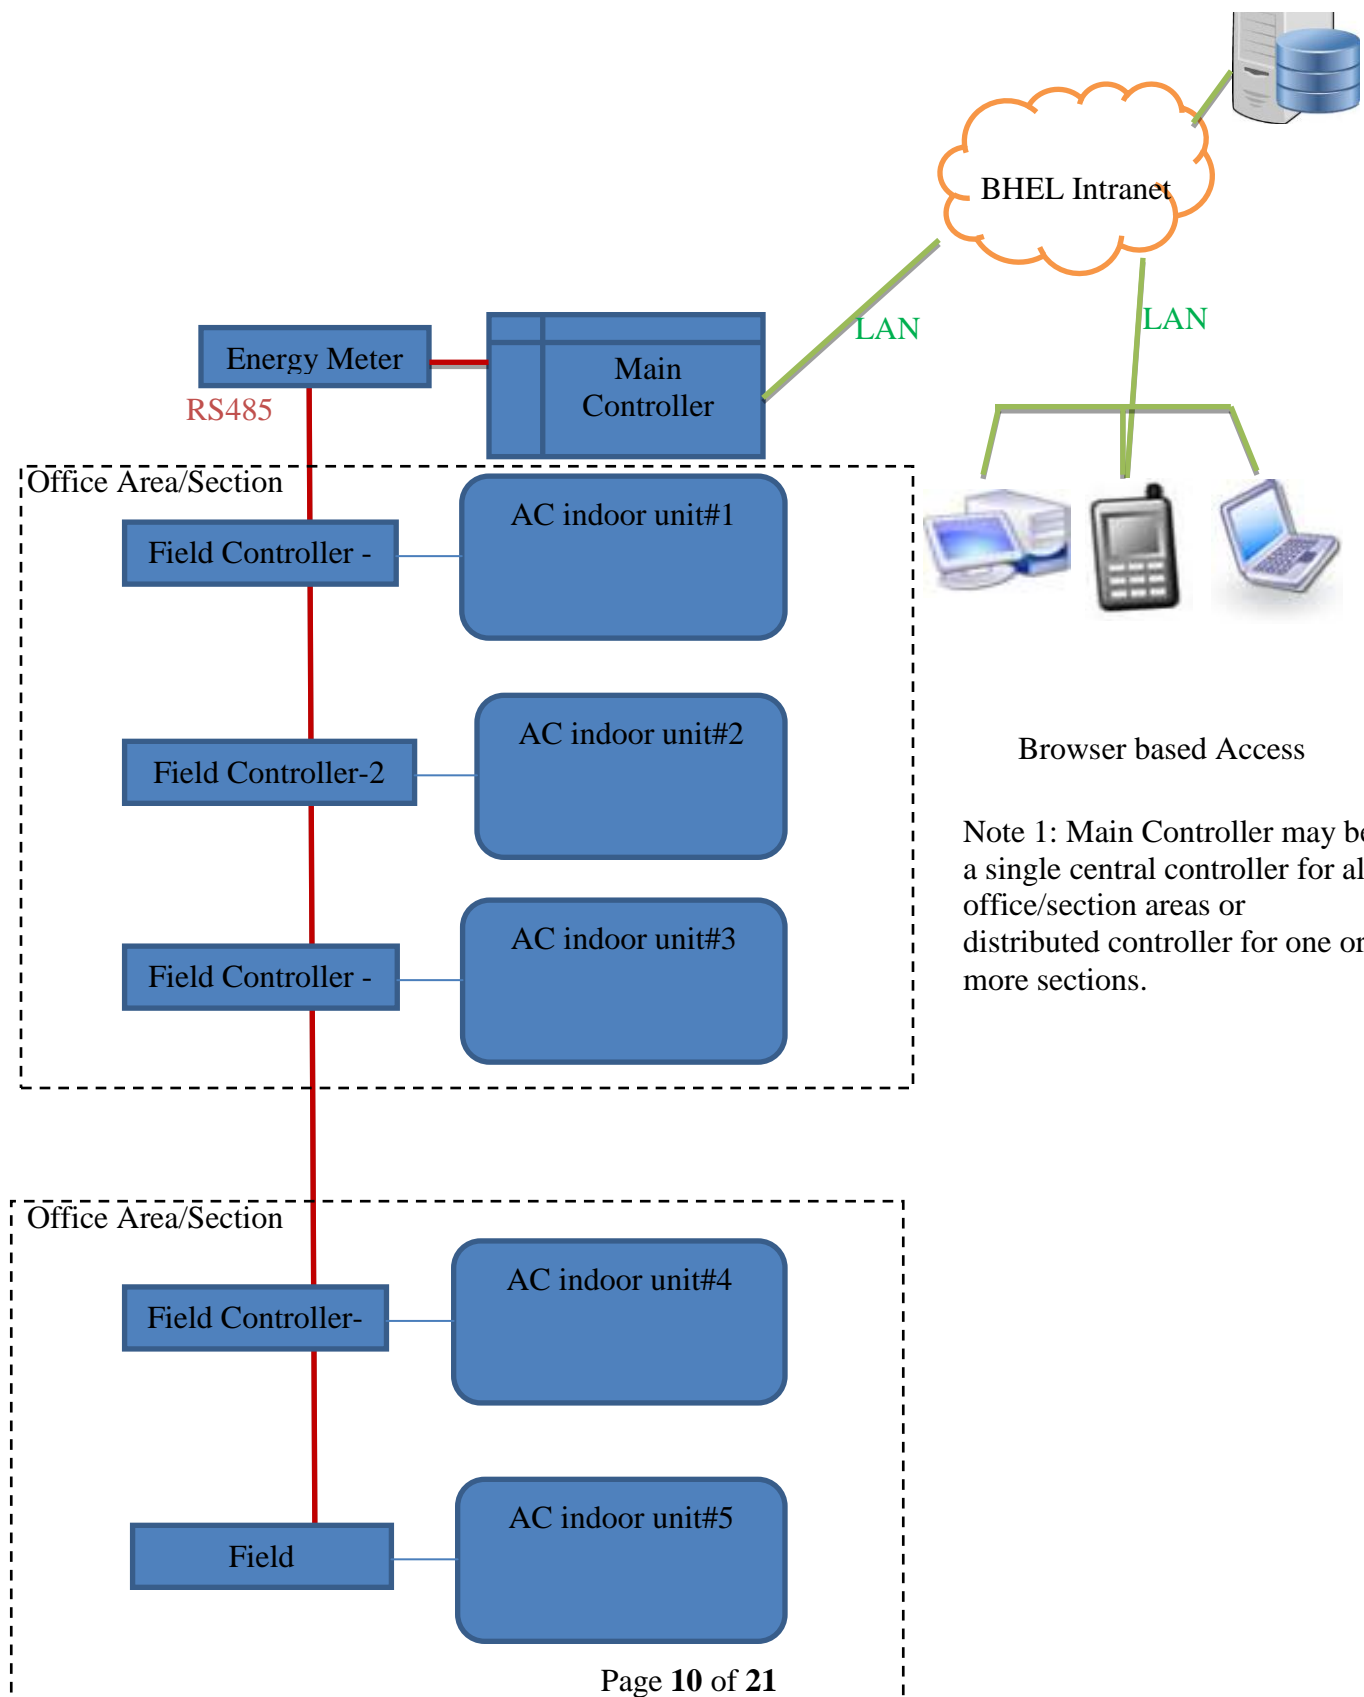 BHEL Intranet
LAN
LAN
Energy Meter
Main
Controller
RS485
Office Area/Section
AC indoor unit#1
Field Controller -
AC indoor unit#2
Field Controller-2
Browser based Access
AC indoor unit#3
Field Controller -
Note 1: Main Controller may be
a single central controller for al
office/section areas or
distributed controller for one or
more sections.
Office Area/Section
AC indoor unit#4
Field Controller-
AC indoor unit#5
Field
Page 10 of 21